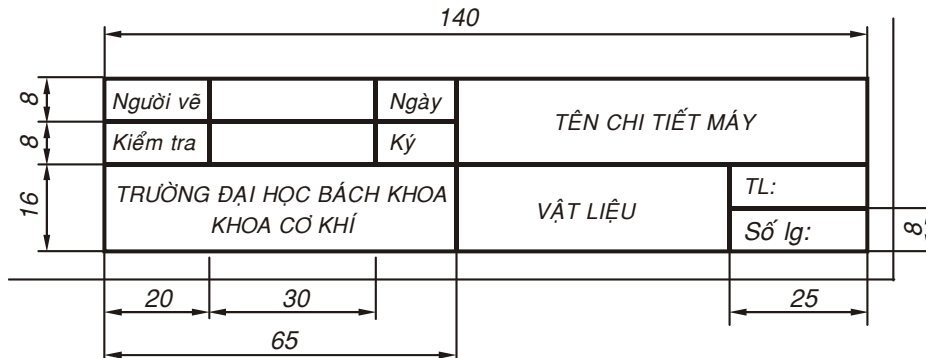 140
8
Người vẽ
Ngày
TÊN CHI TIẾT MÁY
8
Kiểm tra
Ký
16
TRƯỜNG ĐẠI HỌC BÁCH KHOA
KHOA CƠ KHÍ
VẬT LIỆU
TL:
Số lg:
8
20
30
25
65